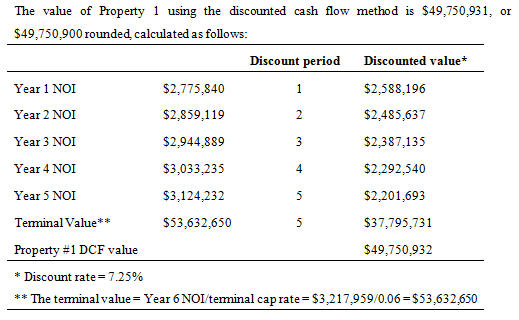 The value of Property 1 using the discounted cash flow method is $49,750,931, or
$49,750,900 rounded, calculated as follows:
Discount period Discounted value*
Year 1 NOI $2,775,840 1 $2,588,196
Year 2 NOI $2,859,119 2 $2,485,637
Year 3 NOI $2,944,889 3 $2,387,135
Year 4 NOI $3,033,235 4 $2,292,540
Year 5 NOI $3,124,232 5 $2,201,693
Terminal Value** $53,632,650 5 $37,795,731
Property #1 DCF value $49,750,932
* Discount rate = 7.25%
** The terminal value = Year 6 NOI/terminal cap rate = $3,217,959/0.06 = $53,632,650